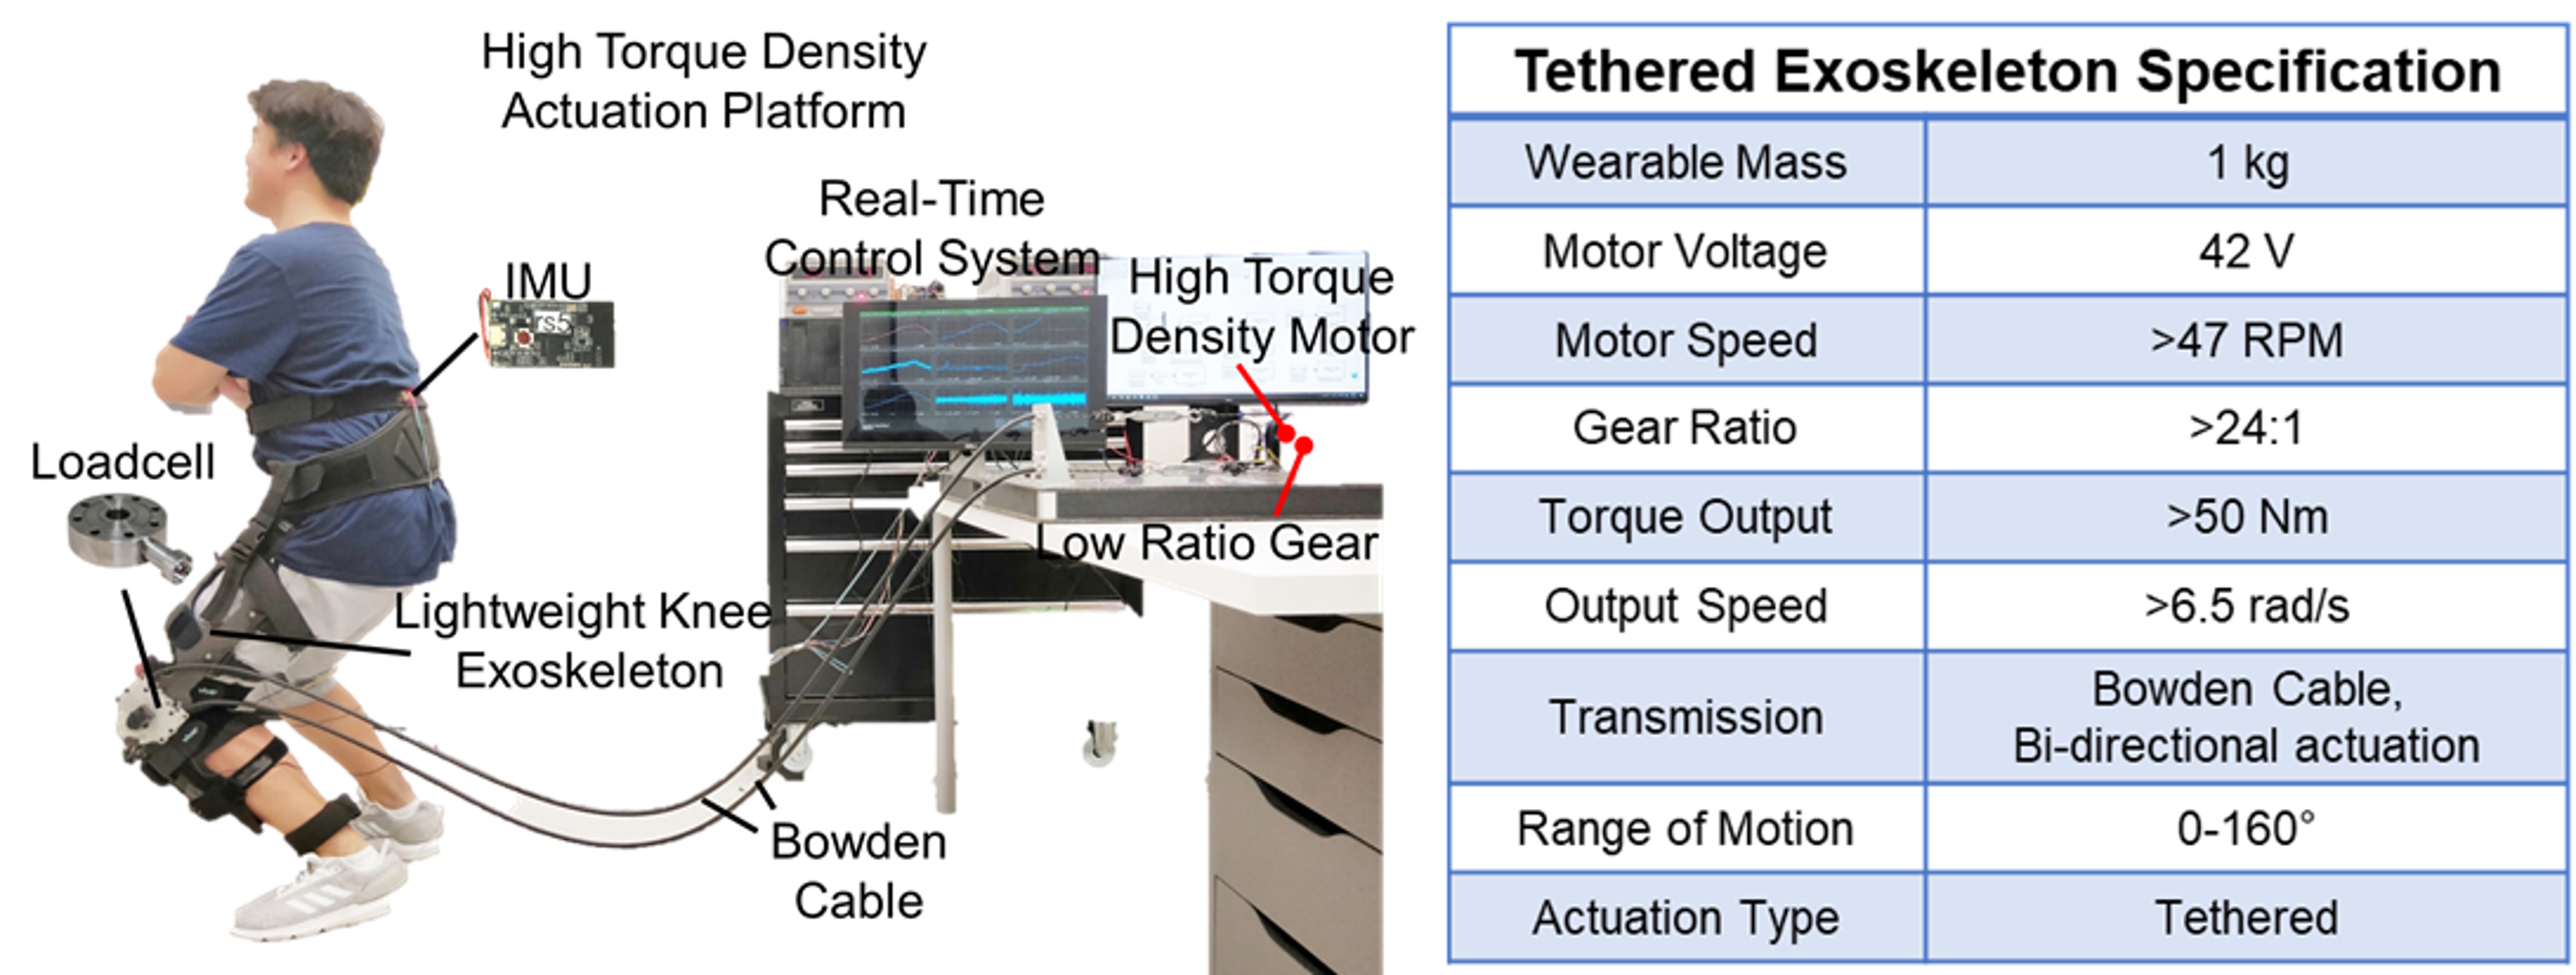 High Torque Density
Actuation Platform
Real-Time
Control System
IMU
rs5
High Torque
Density Motor
Loadcell
Low Ratio Gear
Lightweight Knee
Exoskeleton
Bowden
Cable
Tethered Exoskeleton Specification
Wearable Mass 1 kg
Motor Voltage 42 V
Motor Speed >47 RPM
Gear Ratio >24:1
Torque Output >50 Nm
Output Speed >6.5 rad/s
Transmission Bowden Cable,
Bi-directional actuation
Range of Motion 0-160°
Actuation Type Tethered